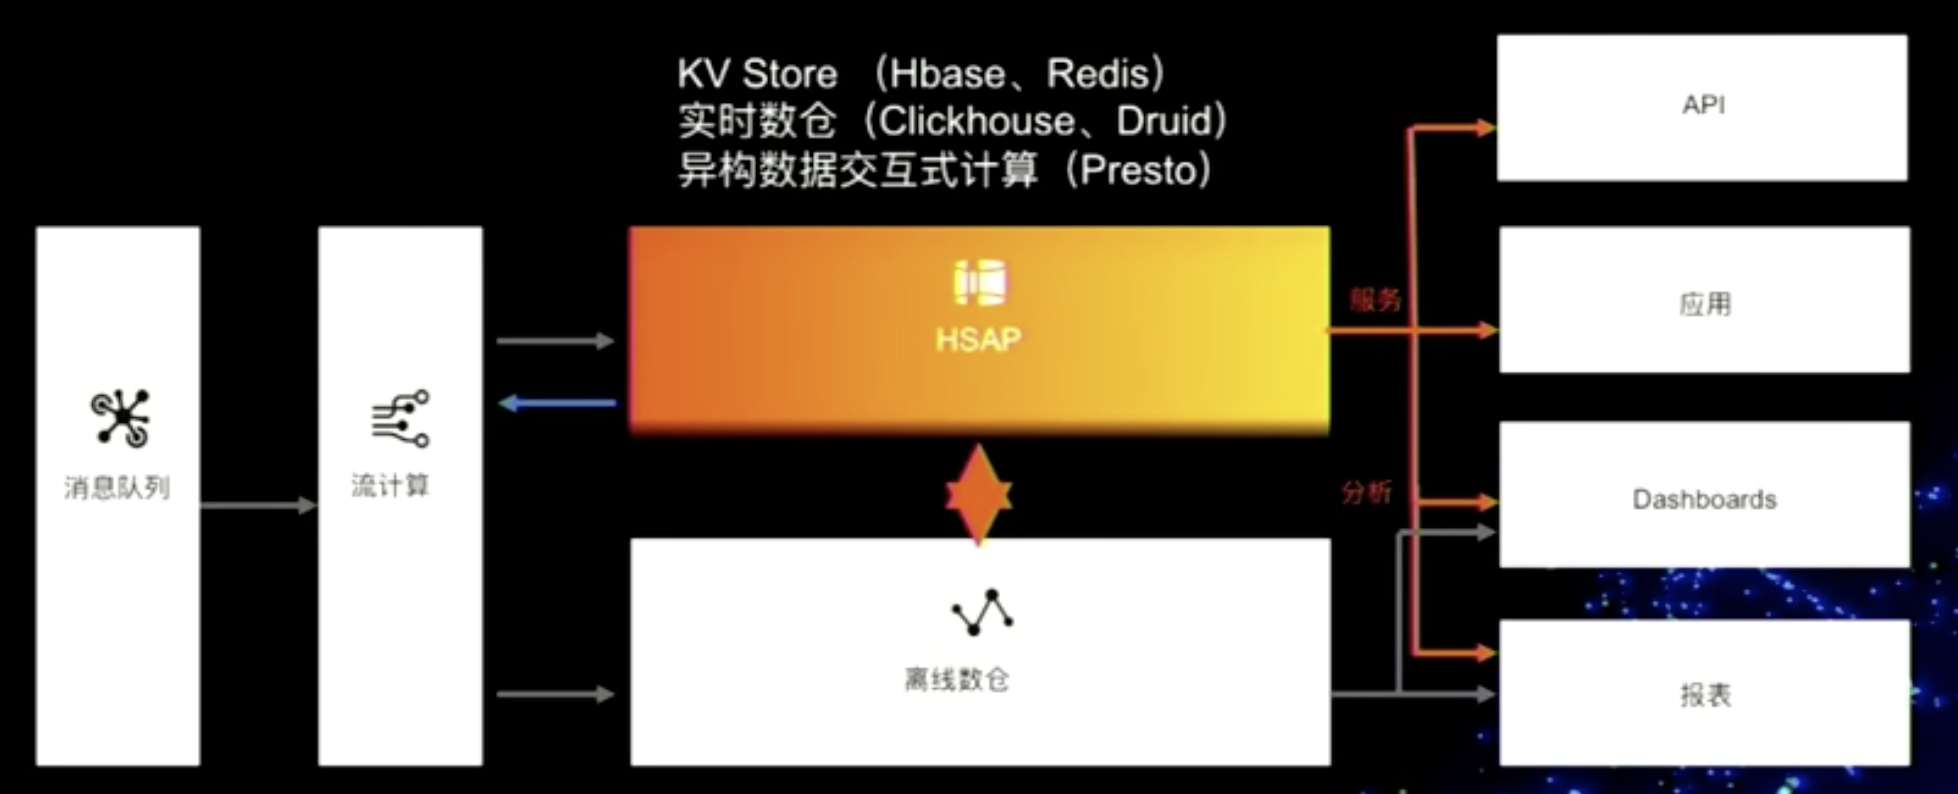 KV Store （Hbase、Redis）
实时数仓（Clickhouse、Druid）
异构数据交互式计算（Presto）
消息队列
流计算
HSAP
离线数仓
服务
分析
API
应用
Dashboards
报表